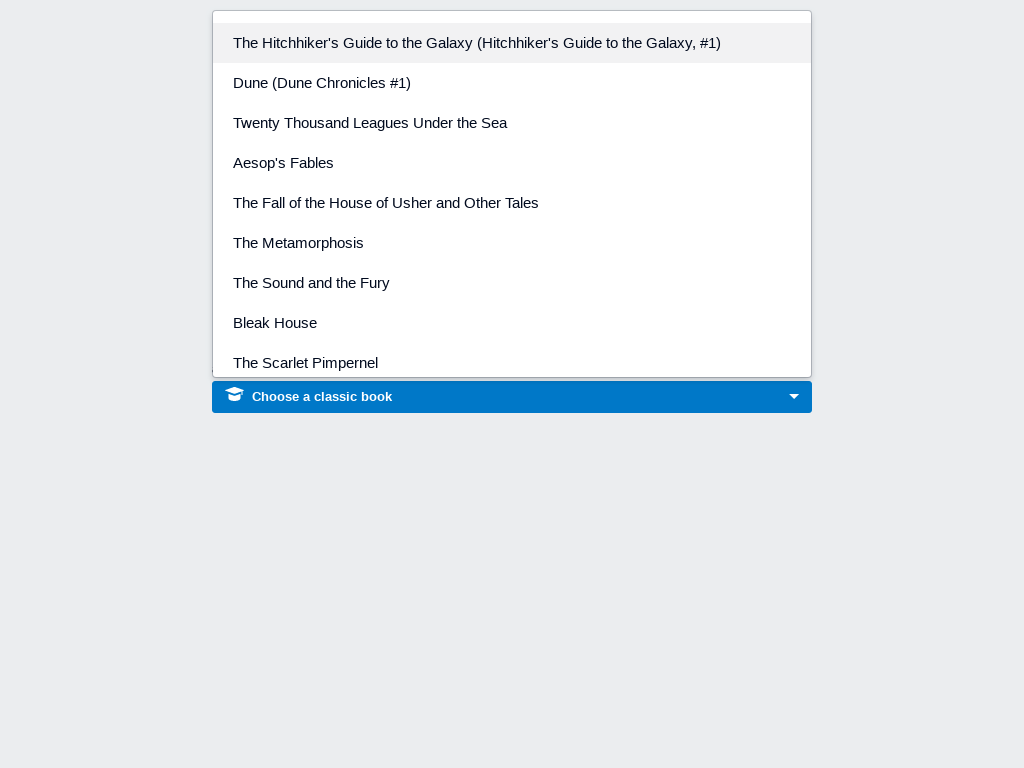 The Hitchhiker's Guide to the Galaxy (Hitchhiker's Guide to the Galaxy, #1)
Dune (Dune Chronicles #1)
Twenty Thousand Leagues Under the Sea
Aesop's Fables
The Fall of the House of Usher and Other Tales
The Metamorphosis
The Sound and the Fury
Bleak House
The Scarlet Pimpernel
Choose a classic book